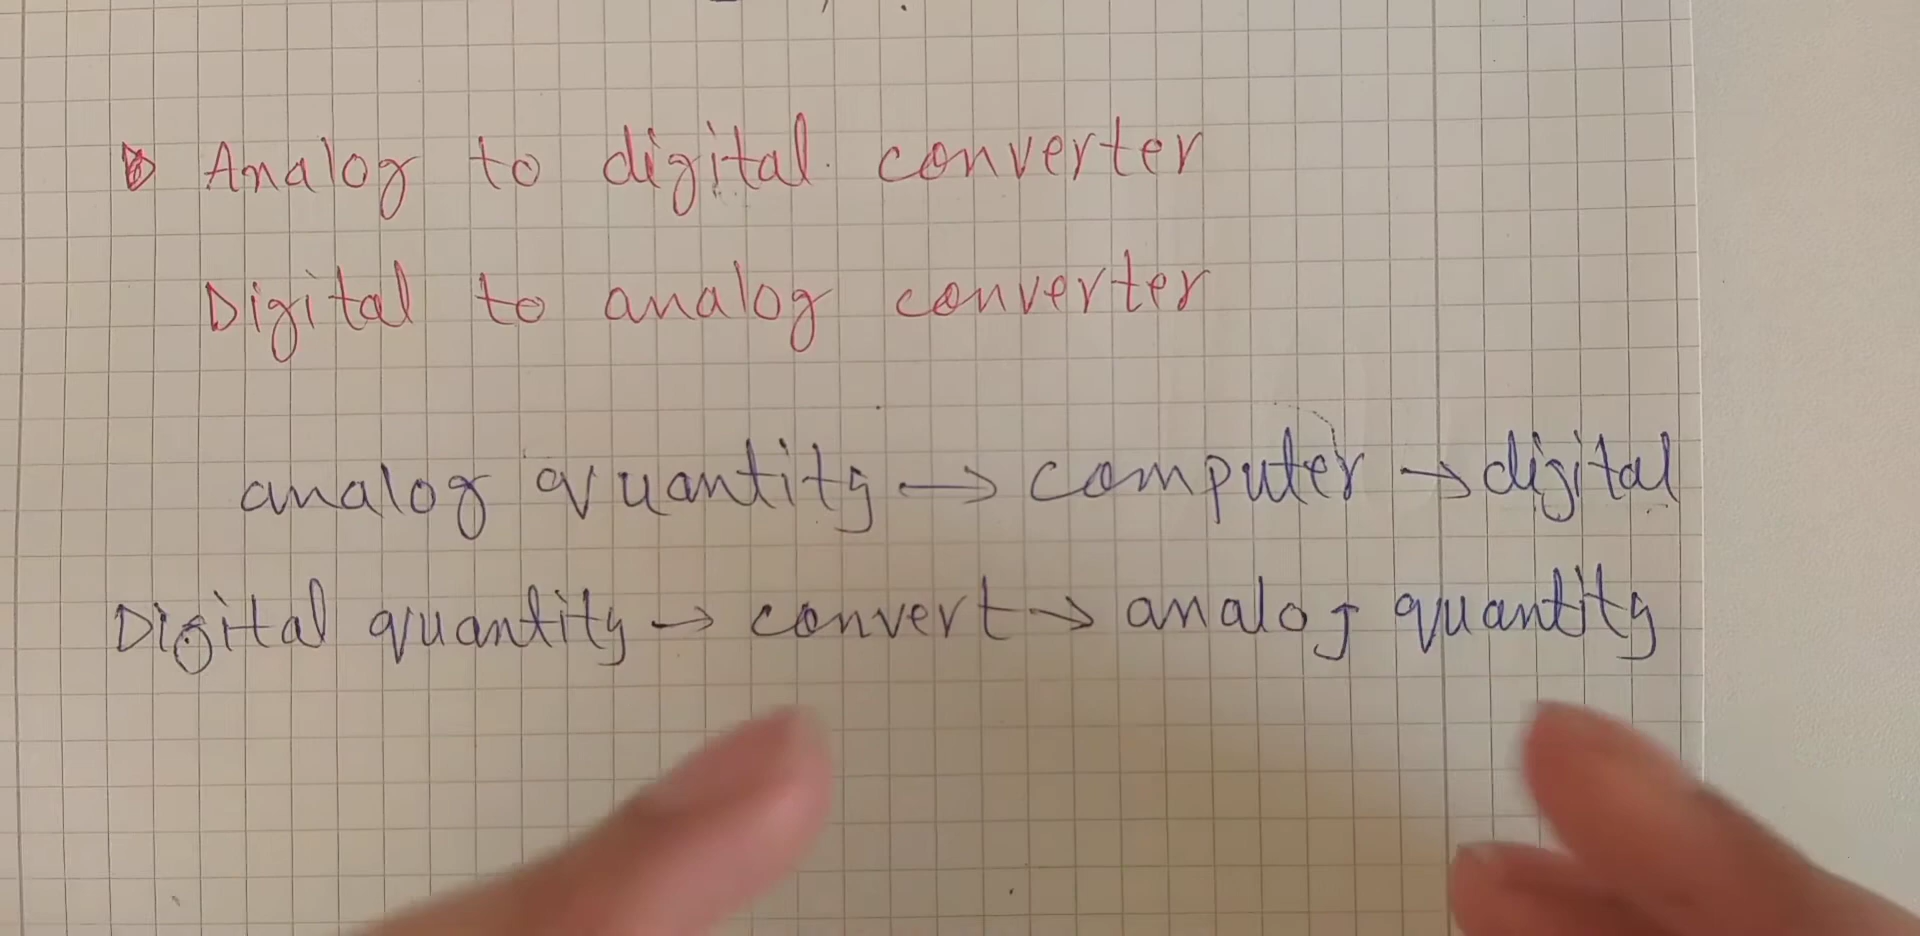 Analog to digital converter
Digital to analog converter
analog quantity → computer → digital
Digital quantity → convert → analog quantity